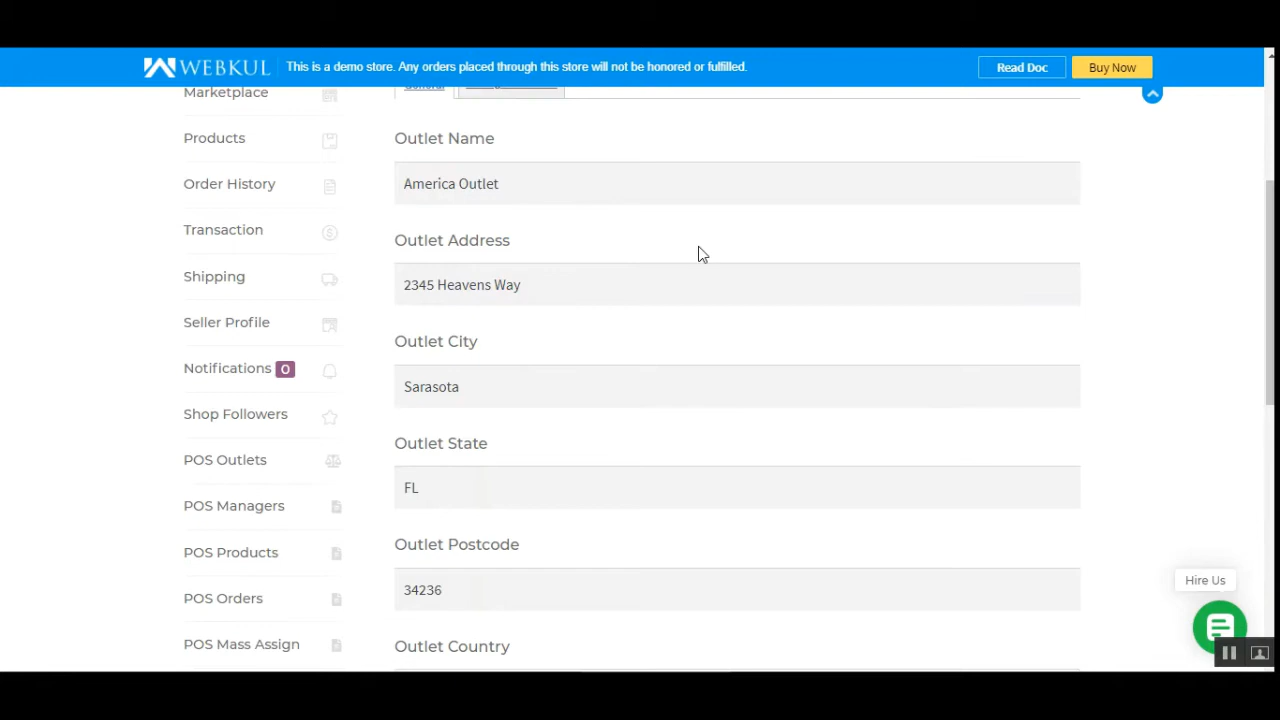 WEBKUL
This is a demo store. Any orders placed through this store will not be honored or fulfilled.
Read Doc
Buy Now
Marketplace
Products
Order History
Transaction
Shipping
Seller Profile
Notifications 0
Shop Followers
POS Outlets
POS Managers
POS Products
POS Orders
POS Mass Assign
General
Outlet Name
America Outlet
Outlet Address
2345 Heavens Way
Outlet City
Sarasota
Outlet State
FL
Outlet Postcode
34236
Outlet Country
Hire Us